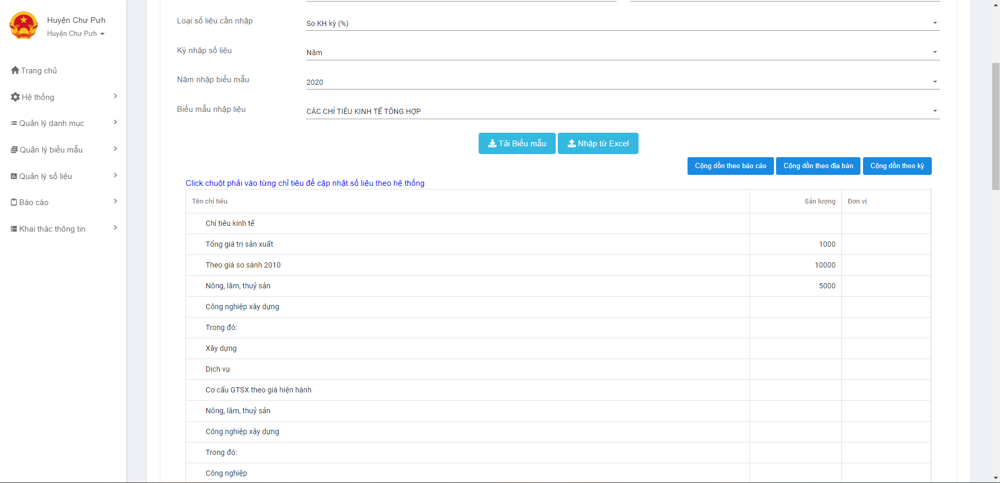 Huyện Chư Pưh
Huyện Chư Pưh
Trang chủ
Hệ thống
Quản lý danh mục
Quản lý biểu mẫu
Quản lý số liệu
Báo cáo
Khai thác thông tin
Loại số liệu cần nhập
So KH kỳ (%)
Kỳ nhập số liệu
Năm
Năm nhập biểu mẫu
2020
Biểu mẫu nhập liệu
CÁC CHỈ TIÊU KINH TẾ TỔNG HỢP
Tải Biểu mẫu
Nhập từ Excel
Cộng dồn theo báo cáo
Cộng dồn theo địa bàn
Cộng dồn theo kỳ
Click chuột phải vào từng chỉ tiêu để cập nhật số liệu theo hệ thống
Tên chỉ tiêu Sản lượng Đơn vị
Chỉ tiêu kinh tế
Tổng giá trị sản xuất 1000
Theo giá so sánh 2010 10000
Nông, lâm, thuỷ sản 5000
Công nghiệp xây dựng
Trong đó:
Xây dựng
Dịch vụ
Cơ cấu GTSX theo giá hiện hành
Nông, lâm, thuỷ sản
Công nghiệp xây dựng
Trong đó:
Công nghiệp